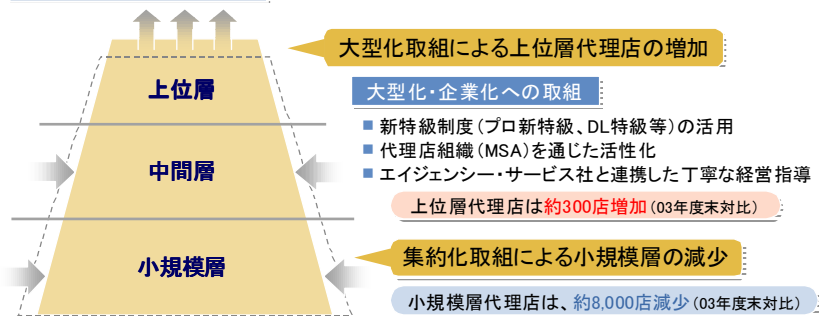 大型化取組による上位層代理店の増加
上位層
大型化・企業化への取組
新特級制度（プロ新特級、DL特級等）の活用
代理店組織（MSA）を通じた活性化
中間層
エイジェンシー・サービス社と連携した丁寧な経営指導
上位層代理店は約300店増加（03年度末対比）
集約化取組による小規模層の減少
小規模層
小規模層代理店は、約8,000店減少（03年度末対比）